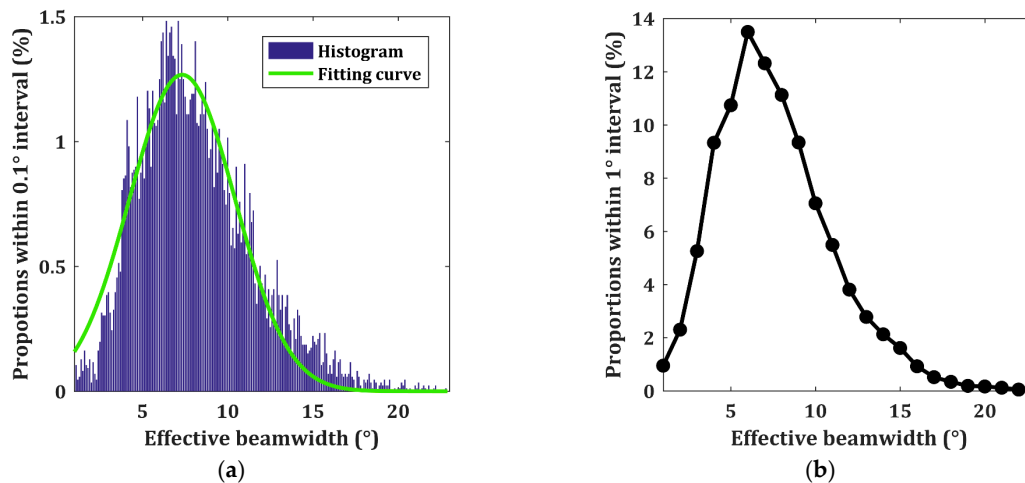 1.5
1
0.5
0
5 10 15 20
Propotions within 0.1° interval (%)
Effective beamwidth (°)
Histogram
Fitting curve
(a)
14
12
10
8
6
4
2
0
5 10 15 20
Proportions within 1° interval (%)
Effective beamwidth (°)
(b)